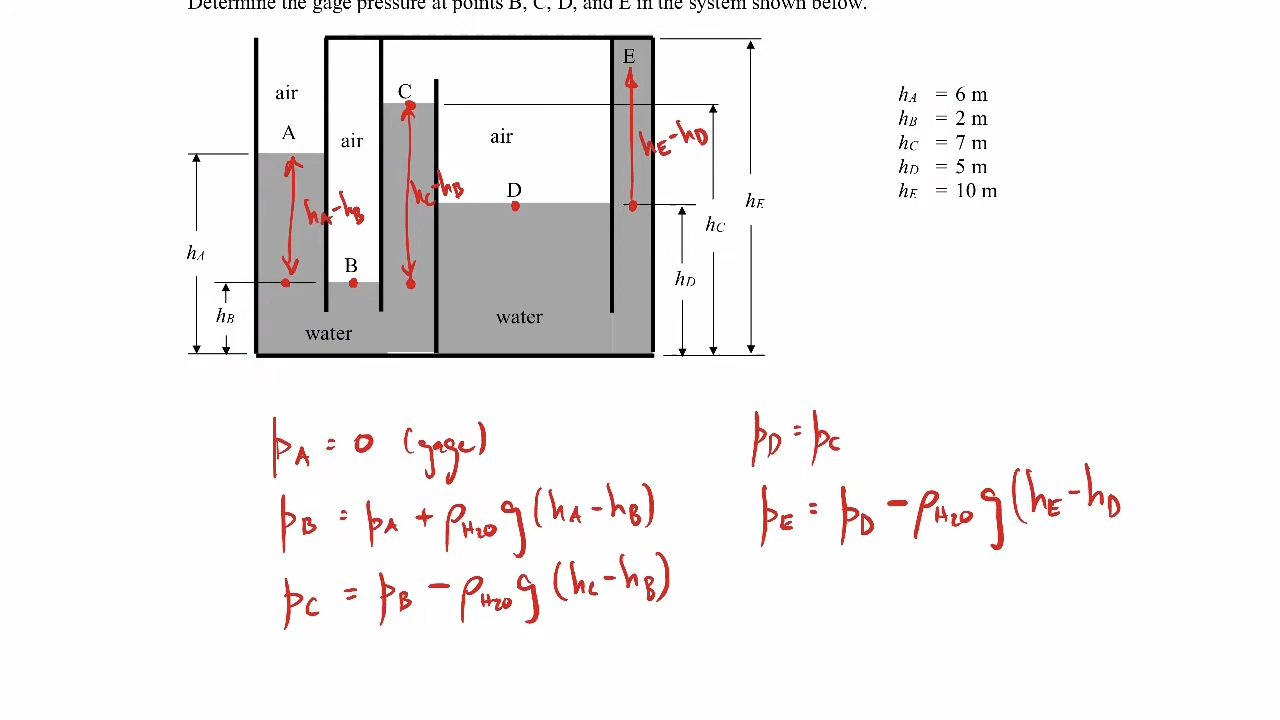 Determine the gage pressure at points B, C, D, and E in the system shown below.
E
air
C
A
air
air
hE-hD
hA = 6 m
hB = 2 m
hC = 7 m
hD = 5 m
hE = 10 m
hA-hB
hC-hB
D
hE
hC
hA
B
hD
hB
water
water
pA = 0 (gage)
pB = pA + ρH2O g(hA-hB)
pC = pB - ρH2O g(hC-hB)
pD = pC
pE = pD - ρH2O g(hE-hD